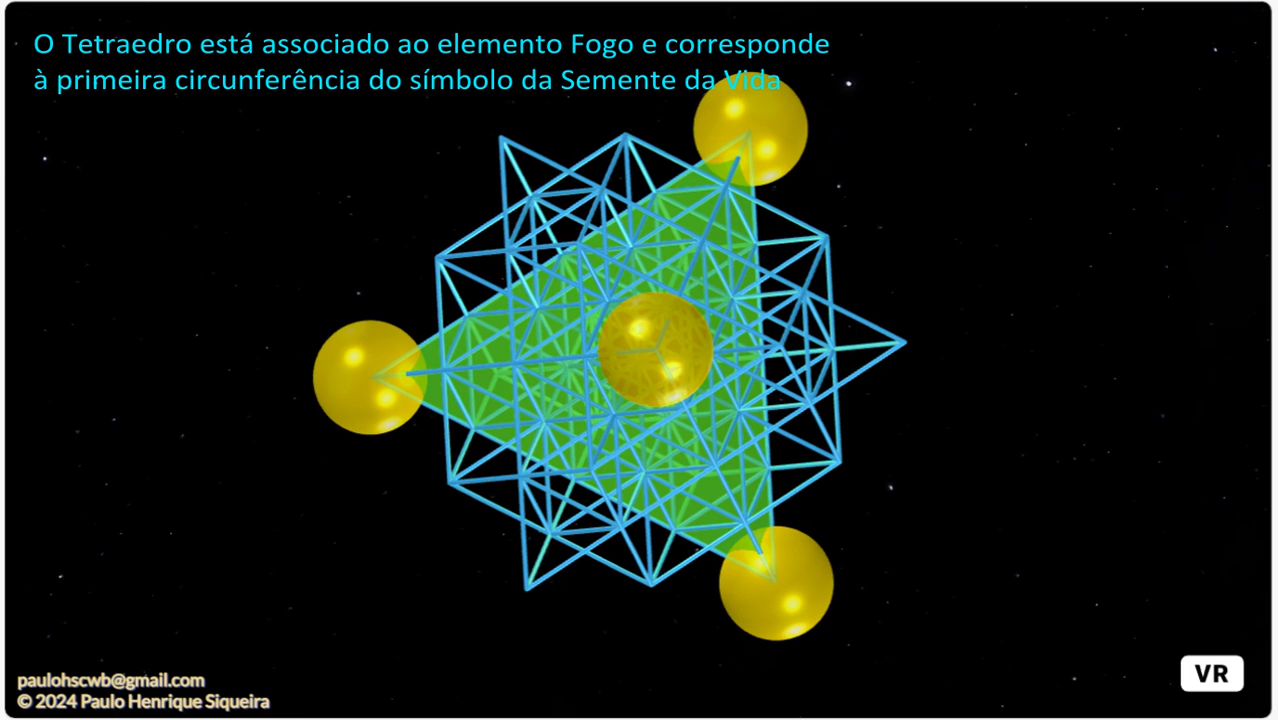 O Tetraedro está associado ao elemento Fogo e corresponde
à primeira circunferência do símbolo da Semente da Vida
paulohscwb@gmail.com
© 2024 Paulo Henrique Siqueira
VR